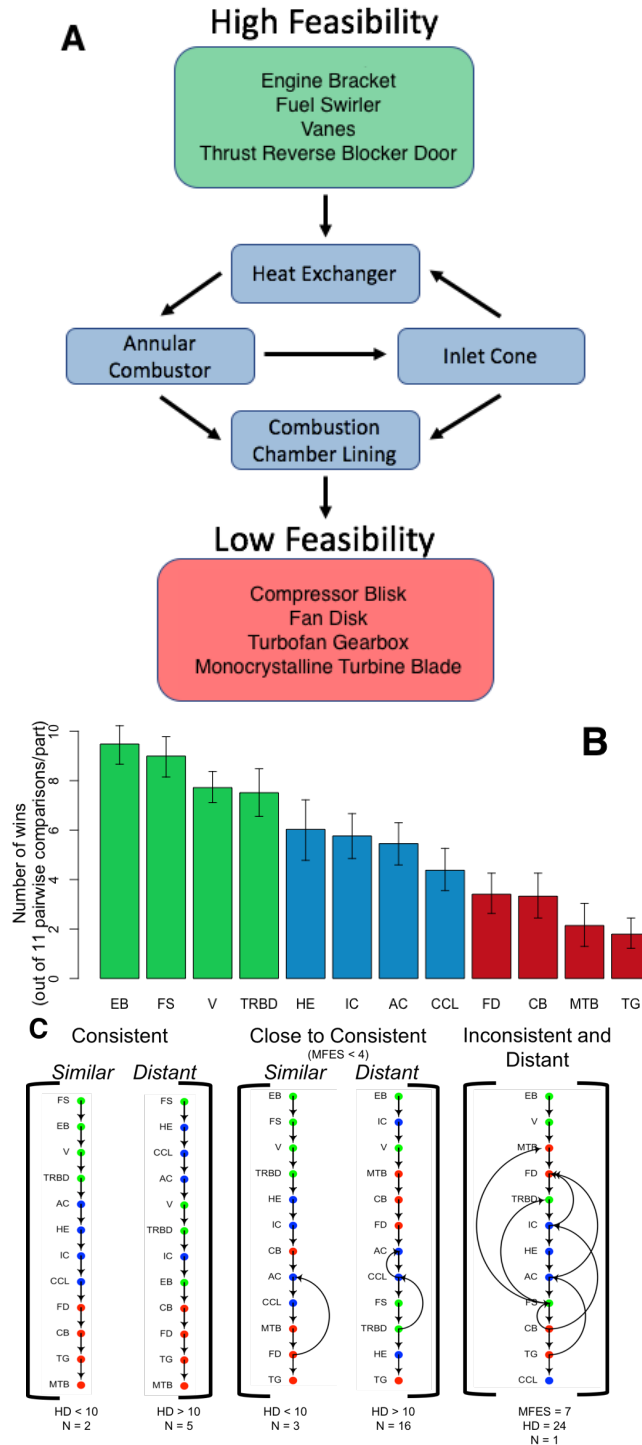 A
High Feasibility
Engine Bracket
Fuel Swirler
Vanes
Thrust Reverse Blocker Door
Heat Exchanger
Annular
Combustor
Inlet Cone
Combustion
Chamber Lining
Low Feasibility
Compressor Blisk
Fan Disk
Turbofan Gearbox
Monocrystalline Turbine Blade
B
Number of wins
(out of 11 pairwise comparisons/part)
10
8
6
4
2
0
EB FS V TRBD HE IC AC CCL FD CB MTB TG
C
Consistent
Similar
FS
EB
V
TRBD
AC
HE
IC
CCL
FD
CB
TG
MTB
HD < 10
N = 2
Distant
FS
HE
CCL
AC
V
TRBD
IC
EB
CB
FD
TG
MTB
HD > 10
N = 5
Close to Consistent
(MFES < 4)
Similar
EB
FS
V
TRBD
HE
IC
CB
AC
CCL
MTB
FD
TG
HD < 10
N = 3
Distant
EB
IC
V
MTB
CB
FD
AC
CCL
FS
TRBD
HE
TG
HD > 10
N = 16
Inconsistent and
Distant
EB
V
MTB
FD
TRBD
IC
HE
AC
FS
CB
TG
CCL
MFES = 7
HD = 24
N = 1